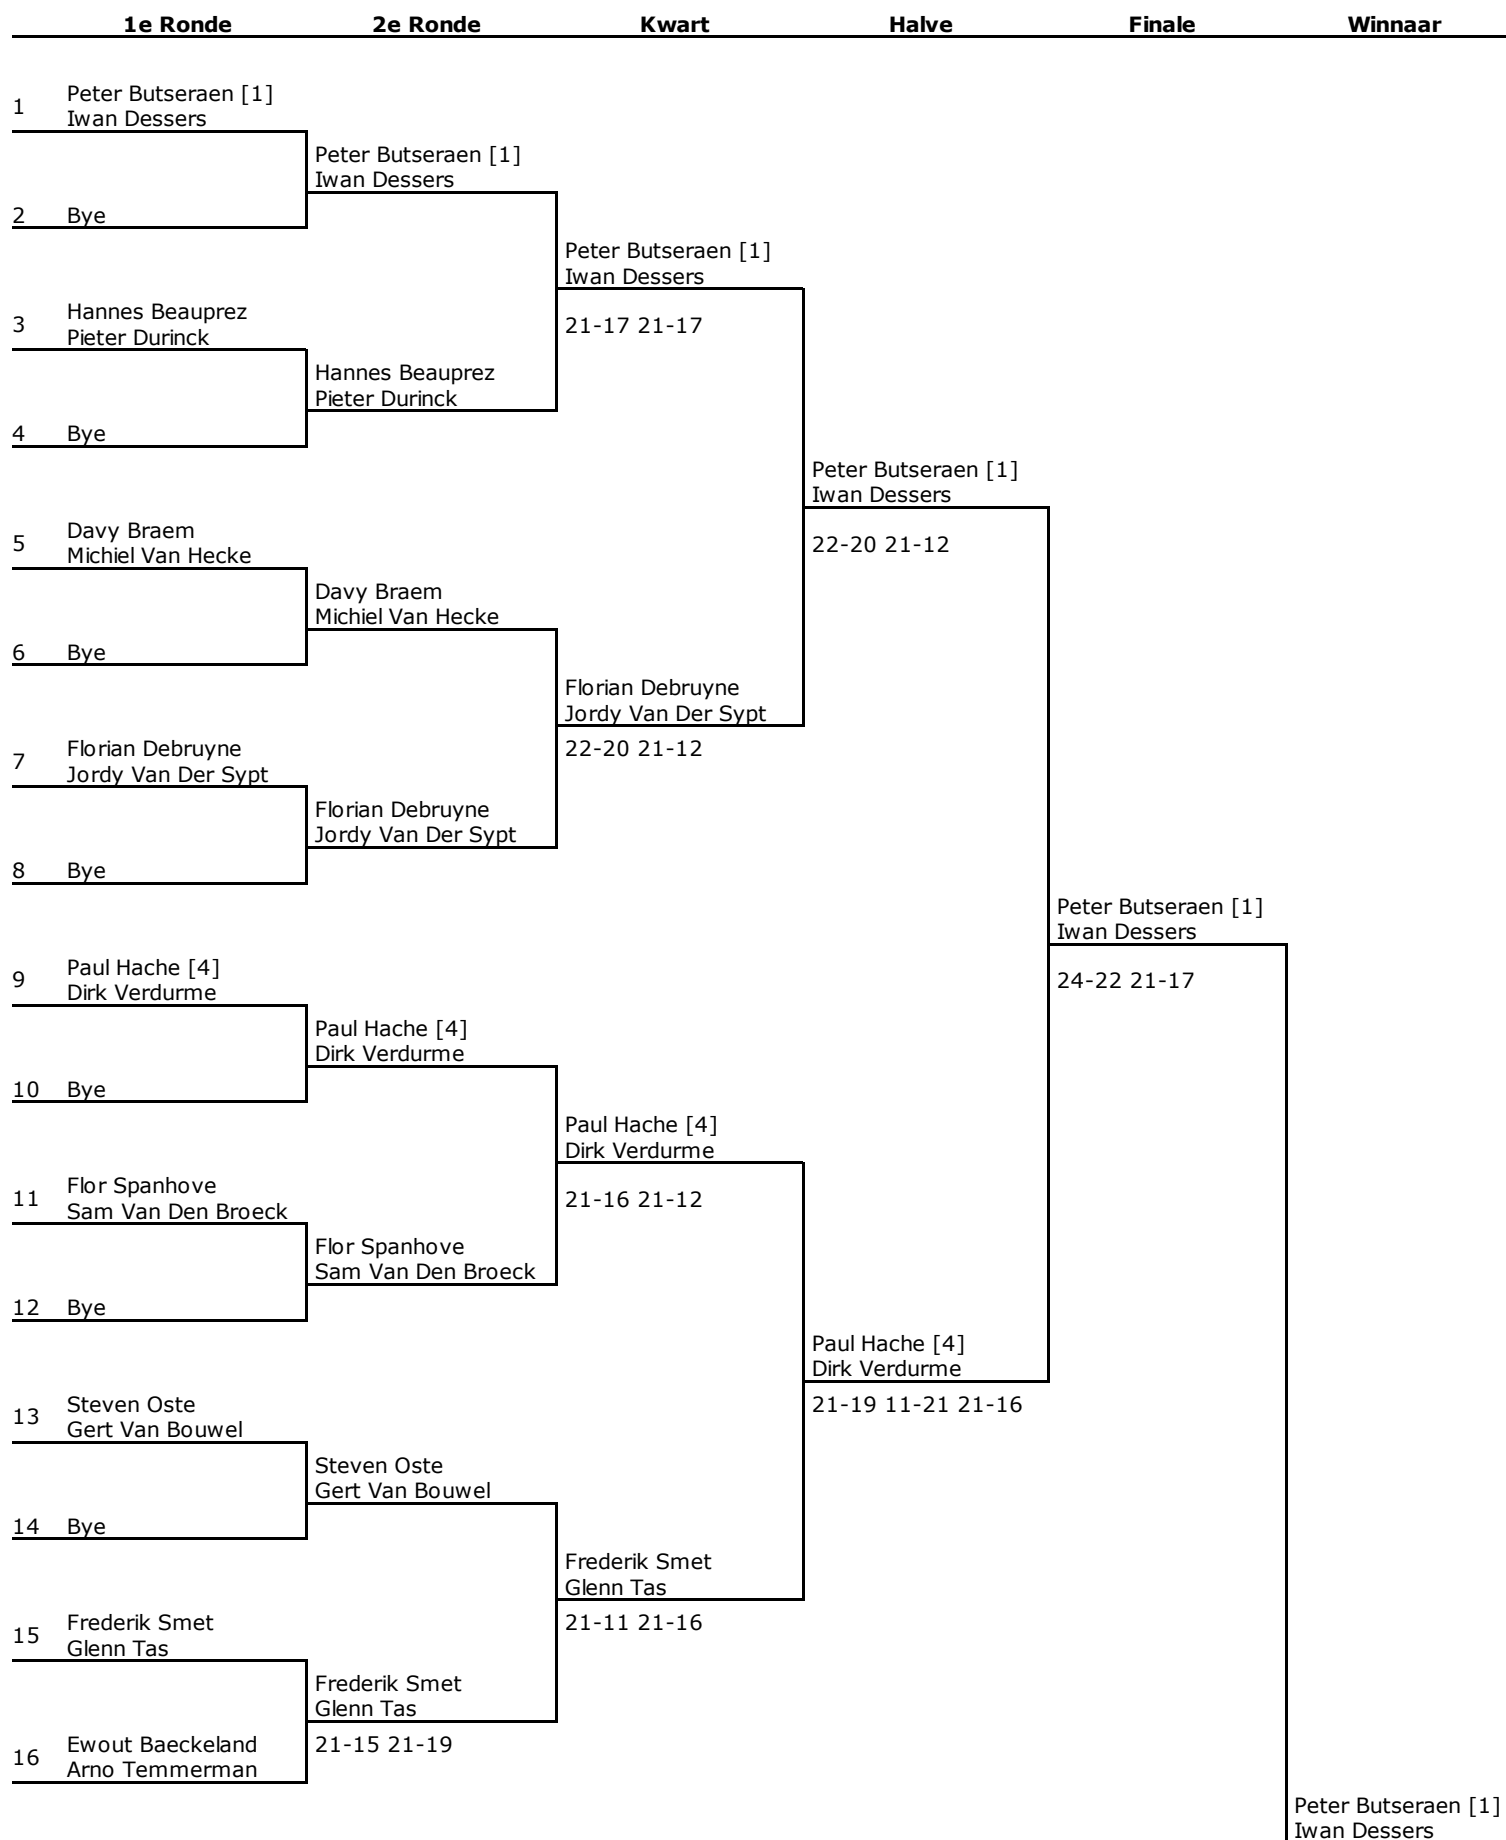 1e Ronde 2e Ronde Kwart Halve Finale Winnaar
1 Peter Butseraen [1]
Iwan Dessers
Peter Butseraen [1]
Iwan Dessers
2 Bye
Peter Butseraen [1]
Iwan Dessers
3 Hannes Beauprez
Pieter Durinck
21-17 21-17
Hannes Beauprez
Pieter Durinck
4 Bye
Peter Butseraen [1]
Iwan Dessers
5 Davy Braem
Michiel Van Hecke
22-20 21-12
Davy Braem
Michiel Van Hecke
6 Bye
Florian Debruyne
Jordy Van Der Sypt
7 Florian Debruyne
Jordy Van Der Sypt
22-20 21-12
Florian Debruyne
Jordy Van Der Sypt
8 Bye
Peter Butseraen [1]
Iwan Dessers
9 Paul Hache [4]
Dirk Verdurme
24-22 21-17
Paul Hache [4]
Dirk Verdurme
10 Bye
Paul Hache [4]
Dirk Verdurme
11 Flor Spanhove
Sam Van Den Broeck
21-16 21-12
Flor Spanhove
Sam Van Den Broeck
12 Bye
Paul Hache [4]
Dirk Verdurme
13 Steven Oste
Gert Van Bouwel
21-19 11-21 21-16
Steven Oste
Gert Van Bouwel
14 Bye
Frederik Smet
Glenn Tas
15 Frederik Smet
Glenn Tas
21-11 21-16
Frederik Smet
Glenn Tas
16 Ewout Baeckeland
Arno Temmerman
21-15 21-19
Peter Butseraen [1]
Iwan Dessers